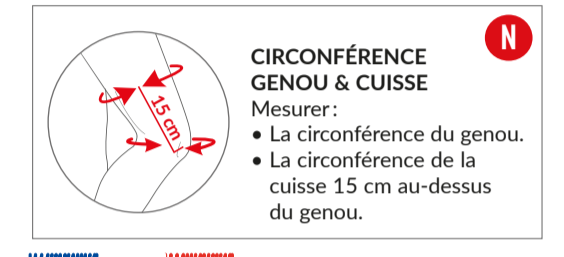 N
CIRCONFÉRENCE
GENOU & CUISSE
Mesurer :
• La circonférence du genou.
• La circonférence de la
cuisse 15 cm au-dessus
du genou.
15 cm